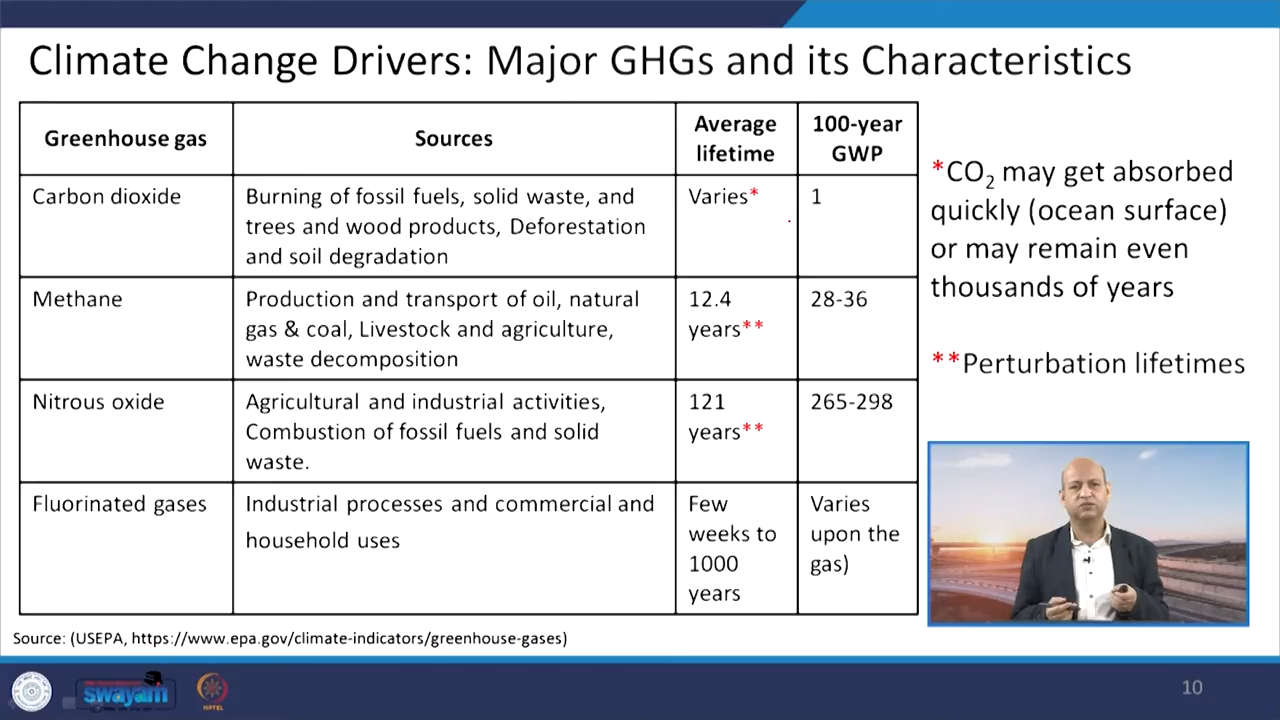 Climate Change Drivers: Major GHGs and its Characteristics
Greenhouse gas
Sources
Average
lifetime
100-year
GWP
Carbon dioxide
Burning of fossil fuels, solid waste, and
trees and wood products, Deforestation
and soil degradation
Varies*
1
Methane
Production and transport of oil, natural
gas & coal, Livestock and agriculture,
waste decomposition
12.4
years**
28-36
Nitrous oxide
Agricultural and industrial activities,
Combustion of fossil fuels and solid
waste.
121
years**
265-298
Fluorinated gases
Industrial processes and commercial and
household uses
Few
weeks to
1000
years
Varies
upon the
gas)
*CO₂ may get absorbed
quickly (ocean surface)
or may remain even
thousands of years
**Perturbation lifetimes
Source: (USEPA, https://www.epa.gov/climate-indicators/greenhouse-gases)
swayam
NPTEL
10